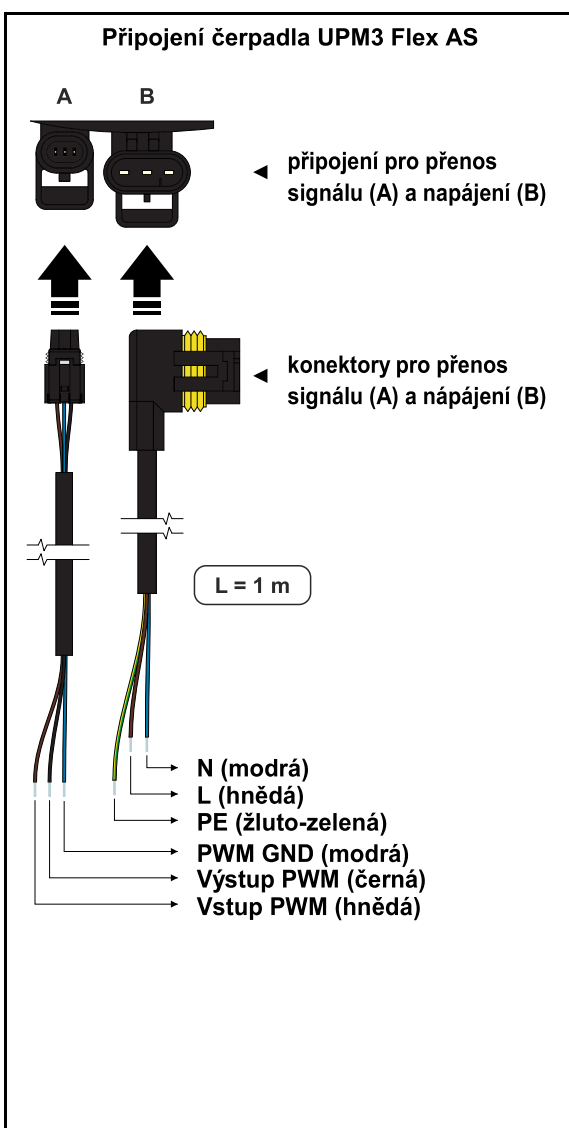 Připojení čerpadla UPM3 Flex AS
A B
připojení pro přenos
signálu (A) a napájení (B)
konektory pro přenos
signálu (A) a nápájení (B)
L = 1 m
N (modrá)
L (hnědá)
PE (žluto-zelená)
PWM GND (modrá)
Výstup PWM (černá)
Vstup PWM (hnědá)